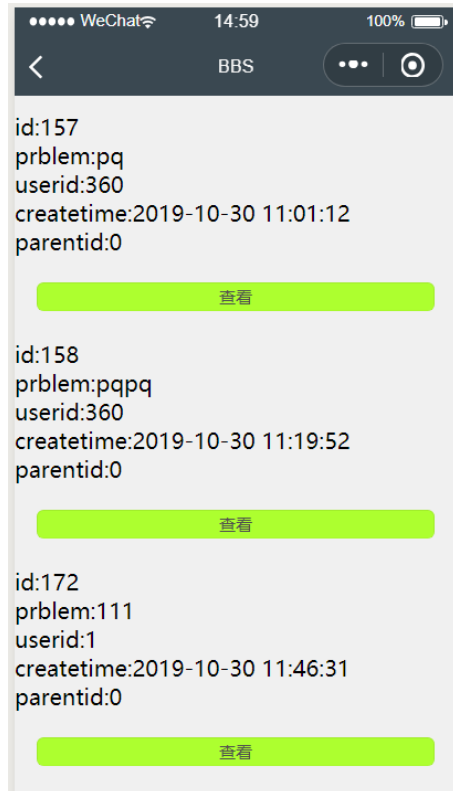 WeChat 14:59 100%
BBS
id:157
prblem:pq
userid:360
createtime:2019-10-30 11:01:12
parentid:0
查看
id:158
prblem:pqpq
userid:360
createtime:2019-10-30 11:19:52
parentid:0
查看
id:172
prblem:111
userid:1
createtime:2019-10-30 11:46:31
parentid:0
查看